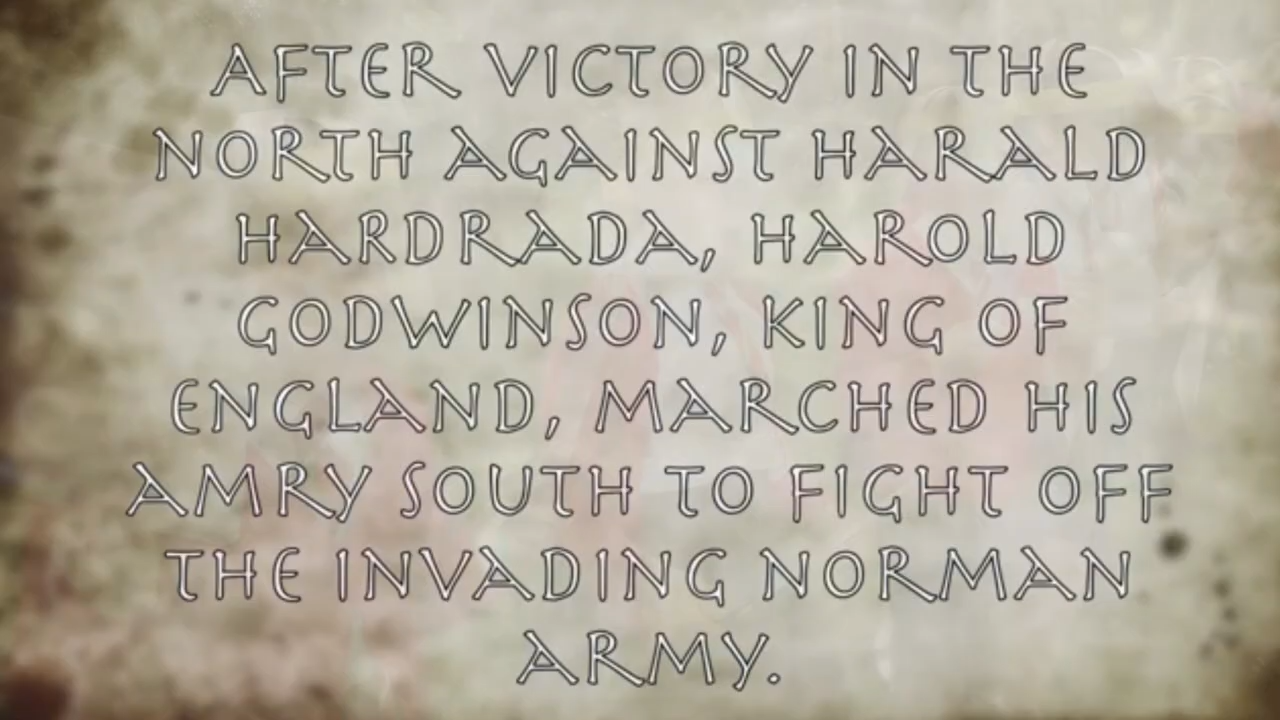 AFTER VICTORY IN THE
NORTH AGAINST HARALD
HARDRADA, HAROLD
GODWINSON, KING OF
ENGLAND, MARCHED HIS
AMRY SOUTH TO FIGHT OFF
THE INVADING NORMAN
ARMY.